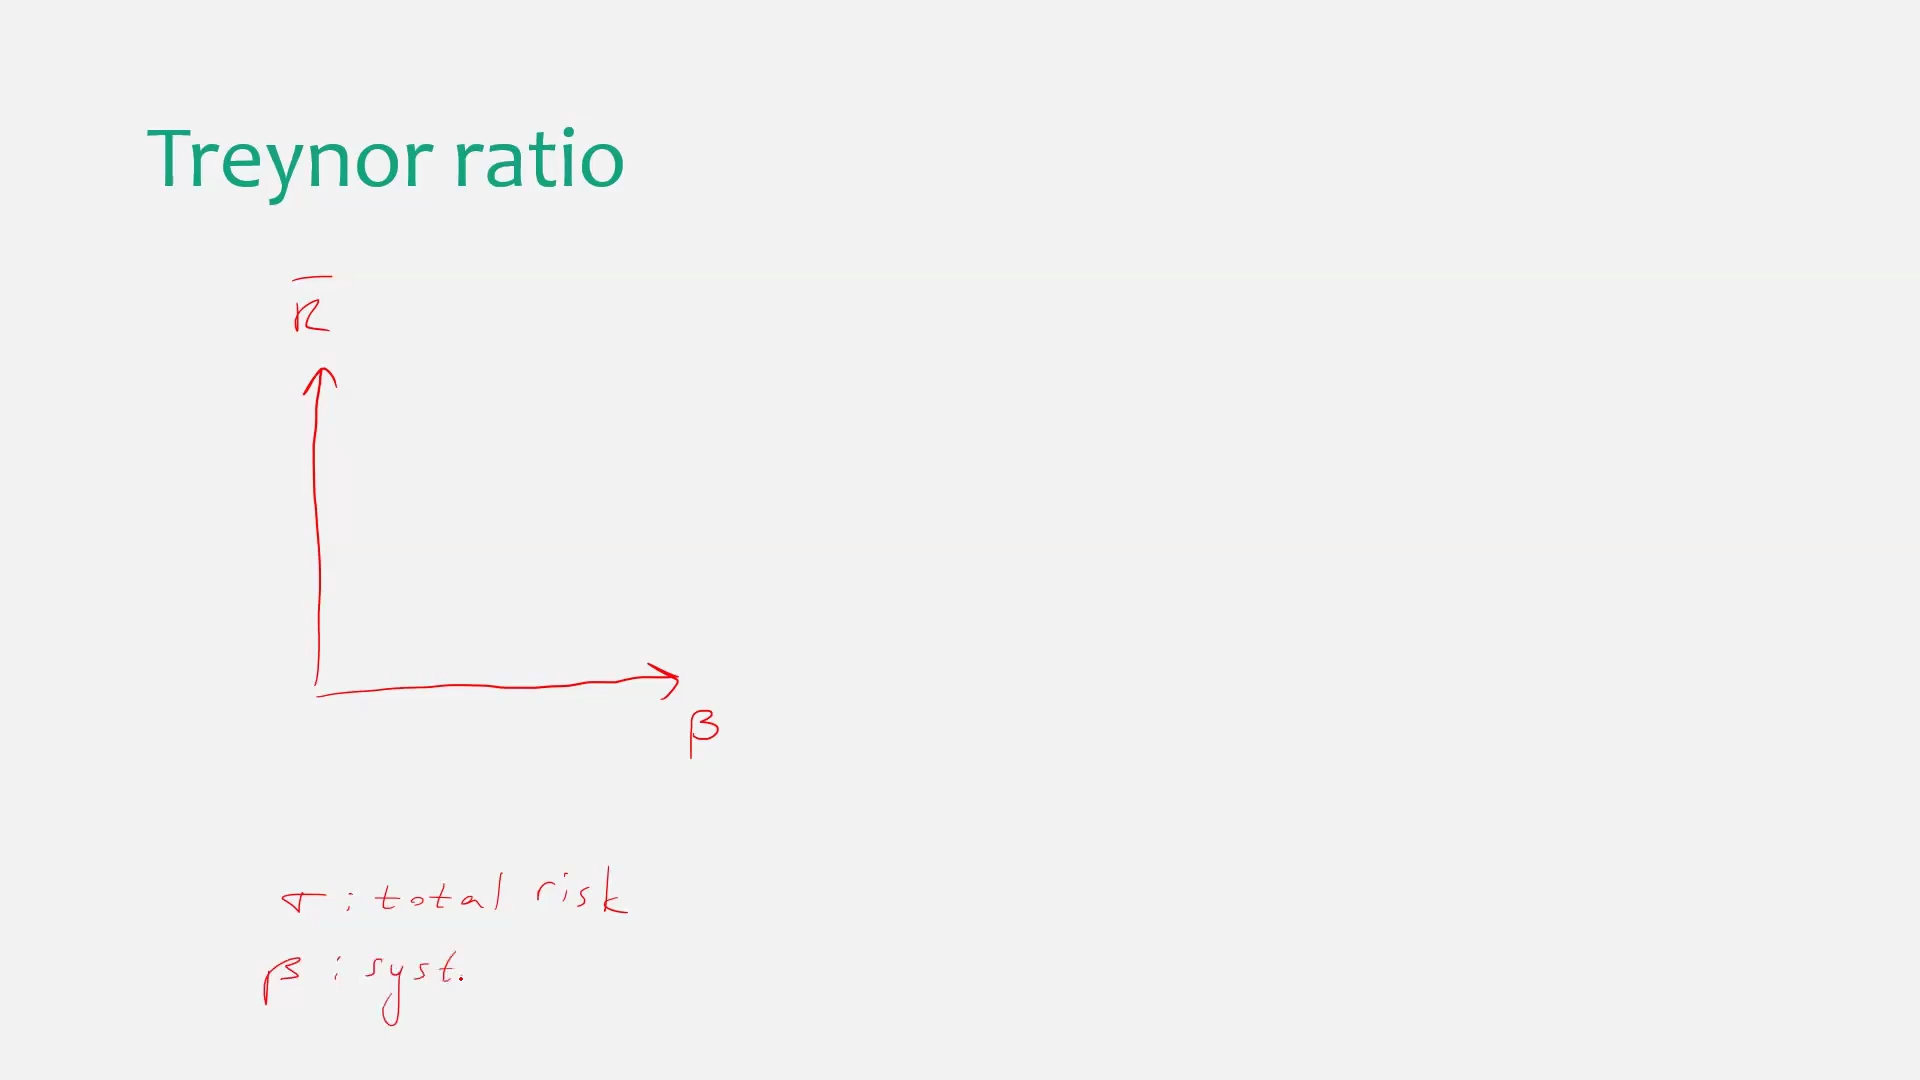 Treynor ratio
R̅
β
σ : total risk
β : syst.